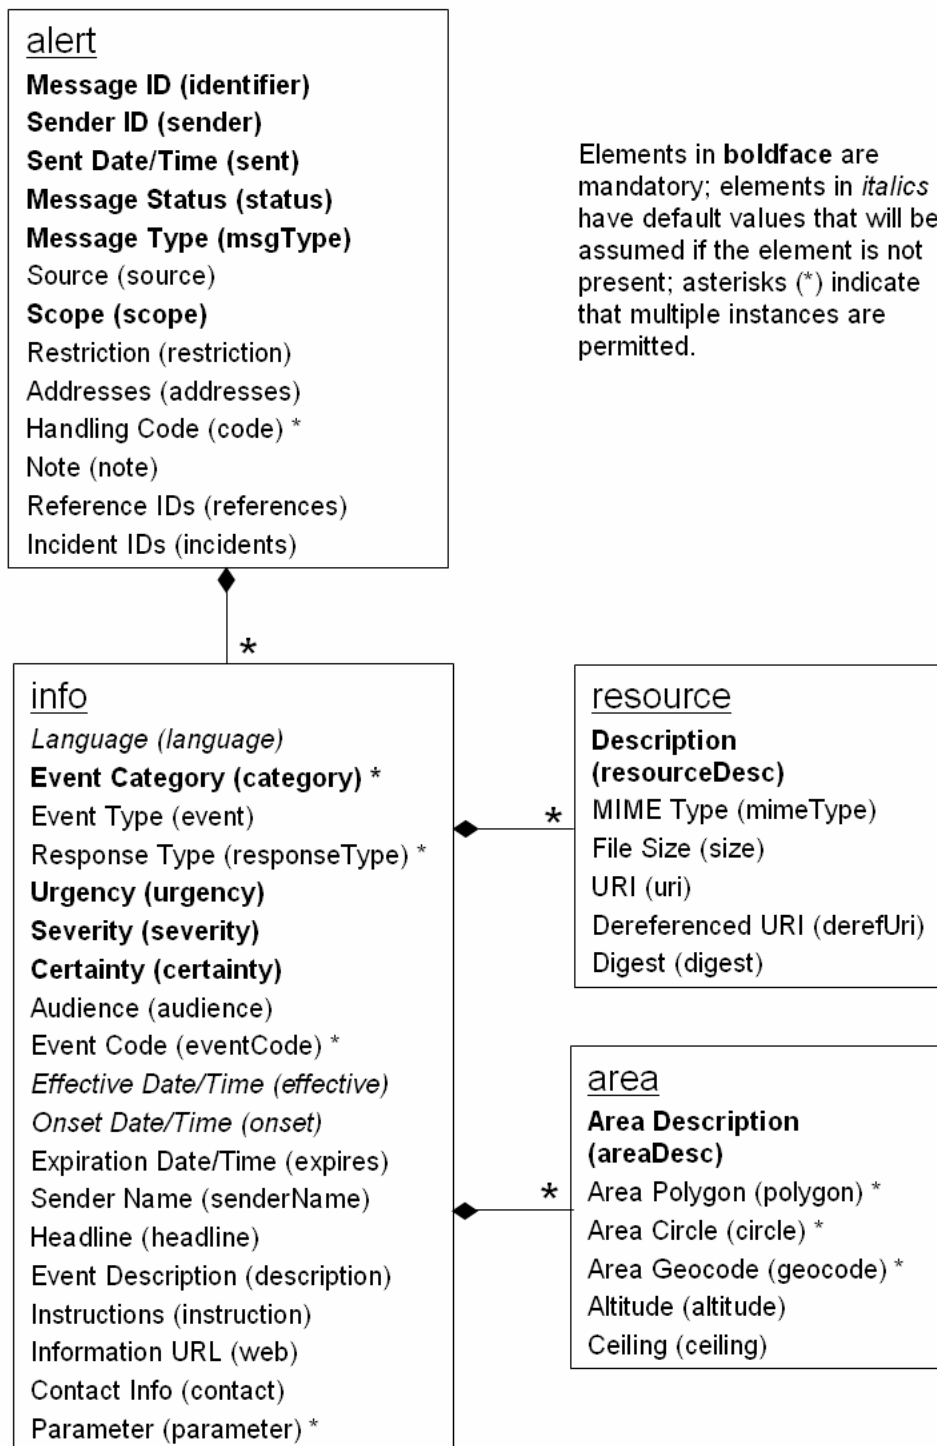 alert
Message ID (identifier)
Sender ID (sender)
Sent Date/Time (sent)
Message Status (status)
Message Type (msgType)
Source (source)
Scope (scope)
Restriction (restriction)
Addresses (addresses)
Handling Code (code) *
Note (note)
Reference IDs (references)
Incident IDs (incidents)
Elements in boldface are
mandatory; elements in italics
have default values that will be
assumed if the element is not
present; asterisks (*) indicate
that multiple instances are
permitted.
*
info
Language (language)
Event Category (category) *
Event Type (event)
Response Type (responseType) *
Urgency (urgency)
Severity (severity)
Certainty (certainty)
Audience (audience)
Event Code (eventCode) *
Effective Date/Time (effective)
Onset Date/Time (onset)
Expiration Date/Time (expires)
Sender Name (senderName)
Headline (headline)
Event Description (description)
Instructions (instruction)
Information URL (web)
Contact Info (contact)
Parameter (parameter) *
*
resource
Description
(resourceDesc)
MIME Type (mimeType)
File Size (size)
URI (uri)
Dereferenced URI (derefUri)
Digest (digest)
*
area
Area Description
(areaDesc)
Area Polygon (polygon) *
Area Circle (circle) *
Area Geocode (geocode) *
Altitude (altitude)
Ceiling (ceiling)